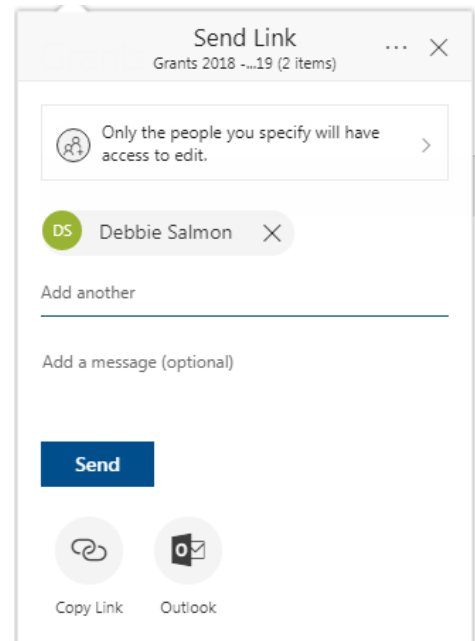 Send Link
Grants 2018 -...19 (2 items)
Only the people you specify will have
access to edit.
DS Debbie Salmon
Add another
Add a message (optional)
Send
Copy Link Outlook